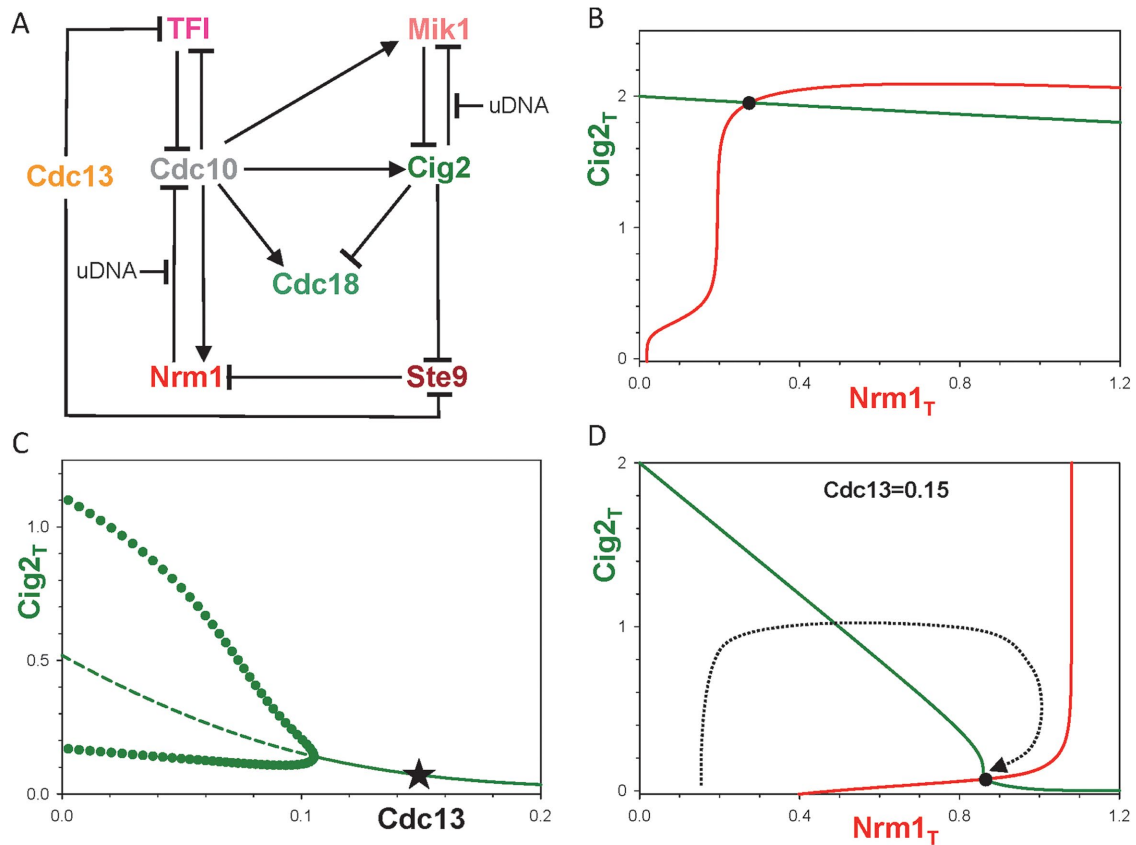 A
TFI
Mik1
uDNA
Cdc13
Cdc10
Cig2
uDNA
Cdc18
Nrm1
Ste9
B
Cig2T
2
1
0
0.0
0.4
0.8
1.2
Nrm1T
C
Cig2T
1.0
0.5
0.0
0.0
0.1
0.2
Cdc13
D
Cdc13=0.15
Cig2T
2
1
0
0.0
0.4
0.8
1.2
Nrm1T